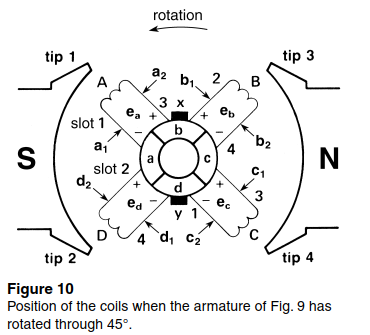 rotation
tip 1
tip 3
A a2 b1 2 B
ea 3 x eb
+ +
slot 1 - b - 4 b2
a1
S a c N
slot 2
d2 + d + c1
ed - - ec 3
y 1
D 4 d1 c2 C
tip 2
tip 4
Figure 10
Position of the coils when the armature of Fig. 9 has
rotated through 45°.